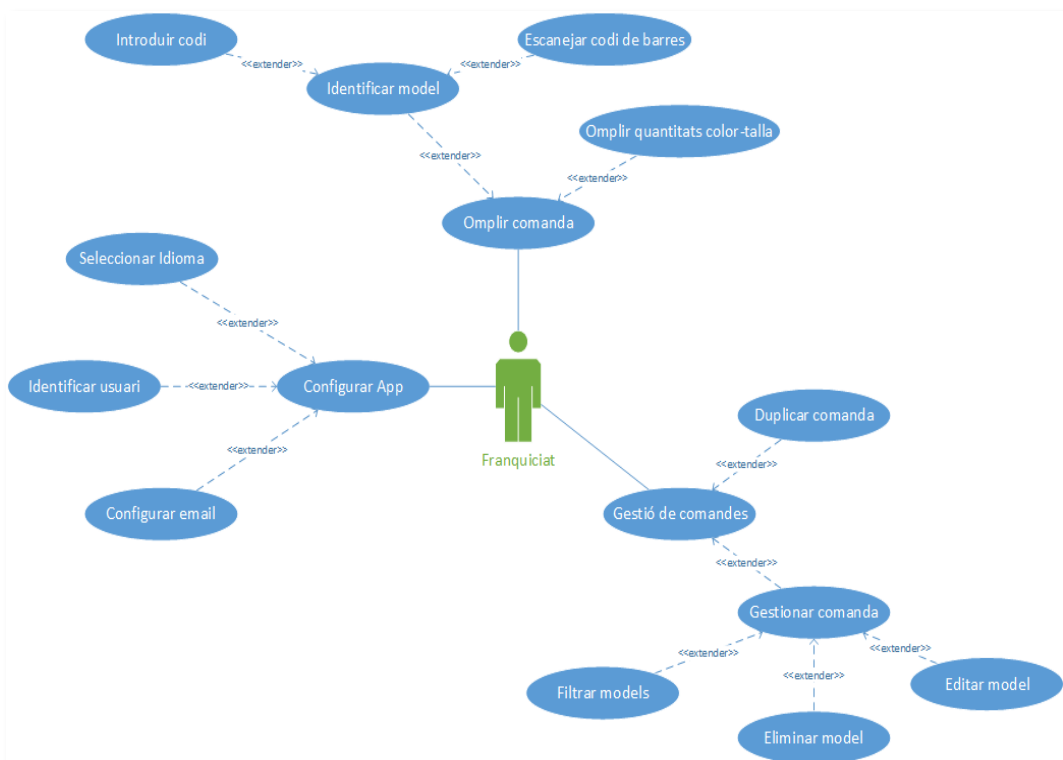 Introduir codi
Escanejar codi de barres
<<extender>>
<<extender>>
Identificar model
Omplir quantitats color-talla
<<extender>>
<<extender>>
Omplir comanda
Seleccionar Idioma
<<extender>>
Identificar usuari
<<extender>>
Configurar App
Duplicar comanda
<<extender>>
Franquiciat
<<extender>>
Configurar email
Gestió de comandes
<<extender>>
Gestionar comanda
<<extender>>
<<extender>>
<<extender>>
Filtrar models
Editar model
Eliminar model